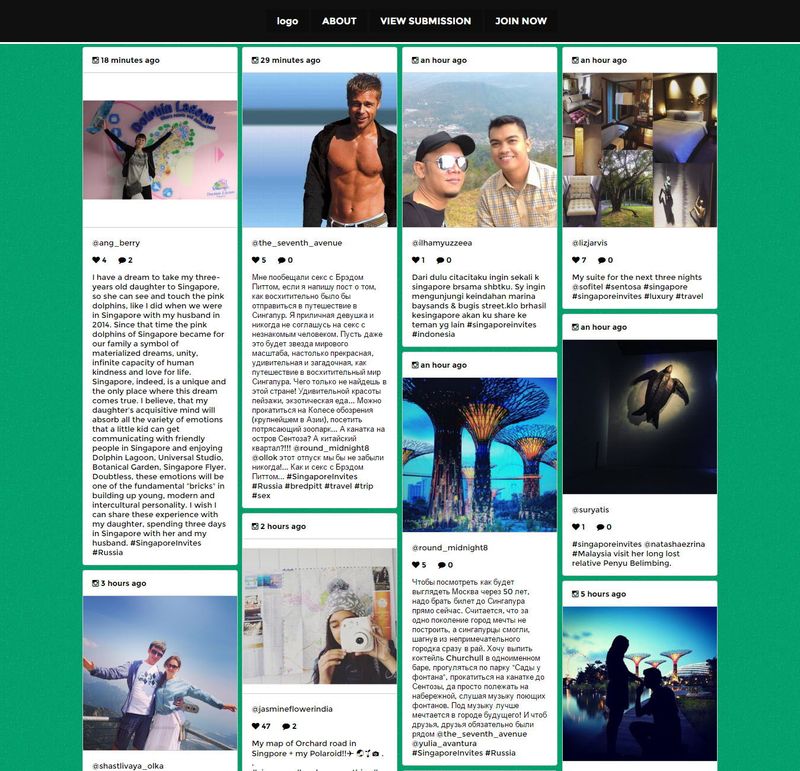 logo ABOUT VIEW SUBMISSION JOIN NOW
18 minutes ago
Dolphin Lagoon
@ang_berry
4 2
I have a dream to take my three-
years old daughter to Singapore,
so she can see and touch the pink
dolphins, like I did when we were
in Singapore with my husband in
2014. Since that time the pink
dolphins of Singapore became for
our family a symbol of
materialized dreams, unity,
infinite capacity of human
kindness and love for life.
Singapore, indeed, is a unique and
the only place where this dream
comes true. I believe, that my
daughter's acquisitive mind will
absorb all the variety of emotions
that a little kid can get
communicating with friendly
people in Singapore and enjoying
Dolphin Lagoon, Universal Studio,
Botanical Garden, Singapore Flyer.
Doubtless, these emotions will be
one of the fundamental "bricks" in
building up young, modern and
intercultural personality. I wish I
can share these experience with
my daughter, spending three days
in Singapore with her and my
husband. #SingaporeInvites
#Russia
3 hours ago
@shastlivaya_olka
29 minutes ago
@the_seventh_avenue
5 0
Мне пообещали секс с Брэдом
Питтом, если я напишу пост о том,
как восхитительно было бы
отправиться в путешествие в
Сингапур. Я приличная девушка и
никогда не соглашусь на секс с
незнакомым человеком. Пусть даже
это будет звезда мирового
масштаба, настолько прекрасная,
удивительная и загадочная, как
путешествие в восхитительный мир
Сингапура. Чего только не найдешь в
этой стране! Удивительной красоты
пейзажи, экзотическая еда... Можно
прокатиться на Колесе обозрения
(крупнейшем в Азии), посетить
потрясающий зоопарк... А канатка на
остров Сентоза? А китайский
квартал?!!! @round_midnight8
@ollok этот отпуск мы бы не забыли
никогда!... Как и секс с Брэдом
Питтом... #SingaporeInvites
#Russia #bredpitt #travel #trip
#sex
2 hours ago
@jasmineflowerindia
47 2
My map of Orchard road in
Singpore + my Polaroid!!
an hour ago
@ilhamyuzzeea
1 0
Dari dulu citacitaku ingin sekali k
singapore brsama shbtku. Sy ingin
mengunjungi keindahan marina
baysands & bugis street.klo brhasil
kesingapore akan ku share ke
teman yg lain #singaporeinvites
#indonesia
an hour ago
@round_midnight8
5 0
Чтобы посмотреть как будет
выглядеть Москва через 50 лет,
надо брать билет до Сингапура
прямо сейчас. Считается, что за
одно поколение город мечты не
построить, а сингапурцы смогли,
шагнув из непримечательного
городка сразу в рай. Хочу выпить
коктейль Churchull в одноименном
баре, прогуляться по парку "Сады у
фонтана", прокатиться на канатке до
Сентозы, да просто полежать на
набережной, слушая музыку поющих
фонтанов. Под музыку лучше
мечтается в городе будущего! И чтоб
друзья, друзья обязательно были
рядом @the_seventh_avenue
@yulia_avantura
#SingaporeInvites #Russia
an hour ago
@lizjarvis
7 0
My suite for the next three nights
@sofitel #sentosa #singapore
#singaporeinvites #luxury #travel
an hour ago
@suryatis
1 0
#singaporeinvites @natashaezrina
#Malaysia visit her long lost
relative Penyu Belimbing.
5 hours ago